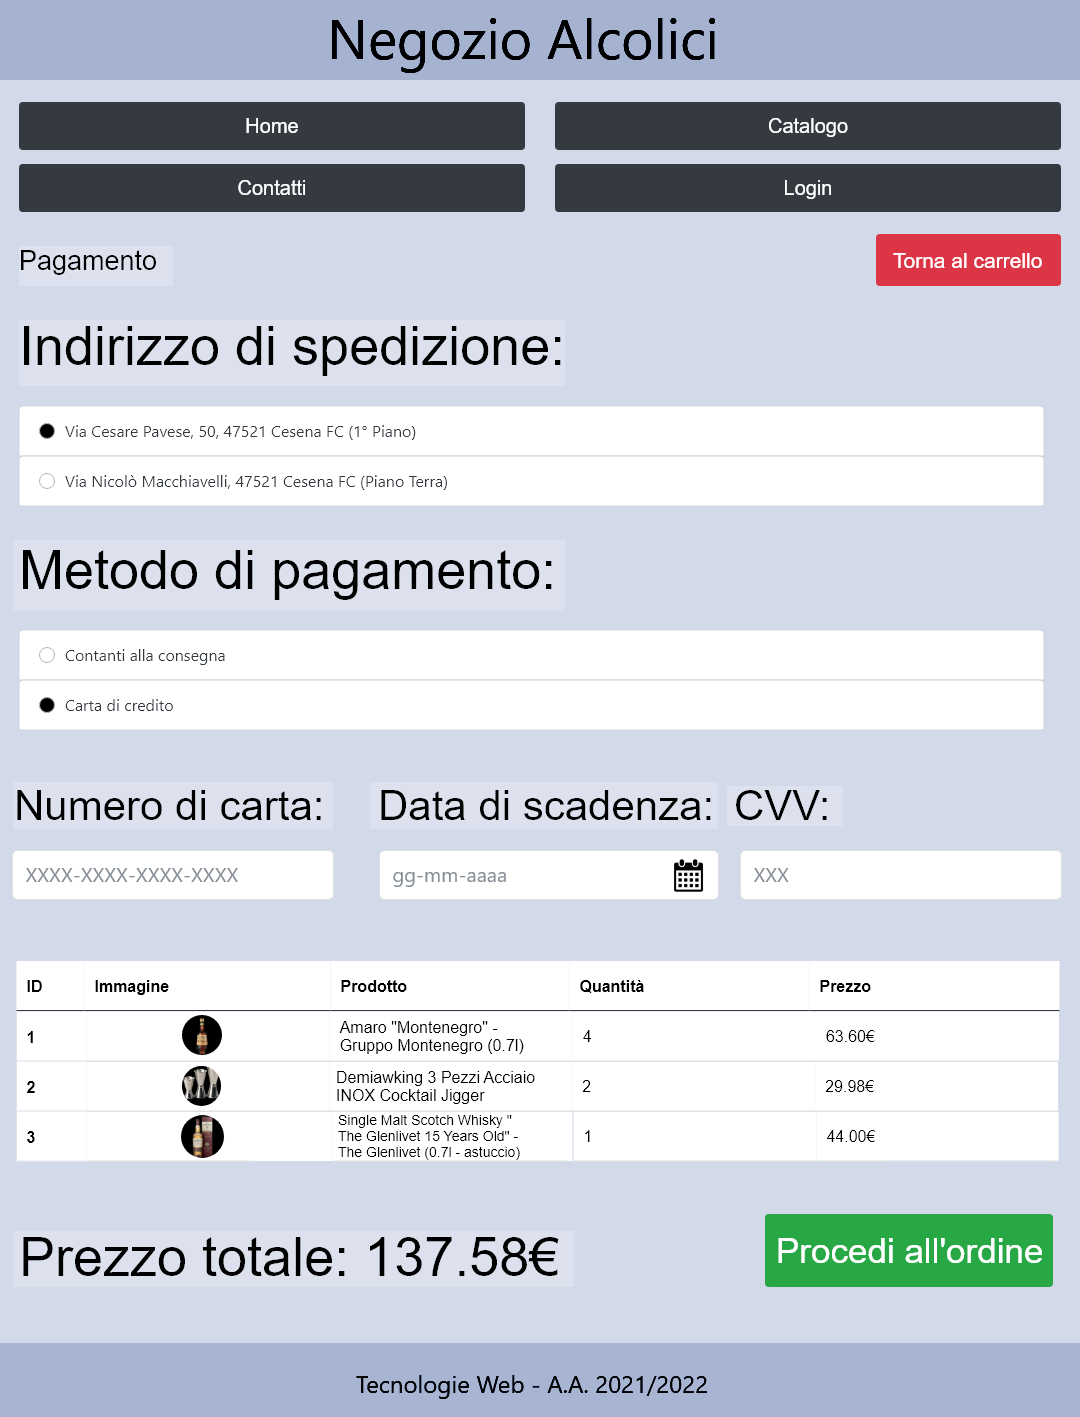 Negozio Alcolici
Home
Catalogo
Contatti
Login
Pagamento
Torna al carrello
Indirizzo di spedizione:
Via Cesare Pavese, 50, 47521 Cesena FC (1° Piano)
Via Nicolò Macchiavelli, 47521 Cesena FC (Piano Terra)
Metodo di pagamento:
Contanti alla consegna
Carta di credito
Numero di carta:
Data di scadenza:
CVV:
XXXX-XXXX-XXXX-XXXX
gg-mm-aaaa
XXX
ID Immagine Prodotto Quantità Prezzo
1
Amaro "Montenegro" -
Gruppo Montenegro (0.7l)
4
63.60€
2
Demiawking 3 Pezzi Acciaio
INOX Cocktail Jigger
2
29.98€
3
Single Malt Scotch Whisky "
The Glenlivet 15 Years Old" -
The Glenlivet (0.7l - astuccio)
1
44.00€
Prezzo totale: 137.58€
Procedi all'ordine
Tecnologie Web - A.A. 2021/2022